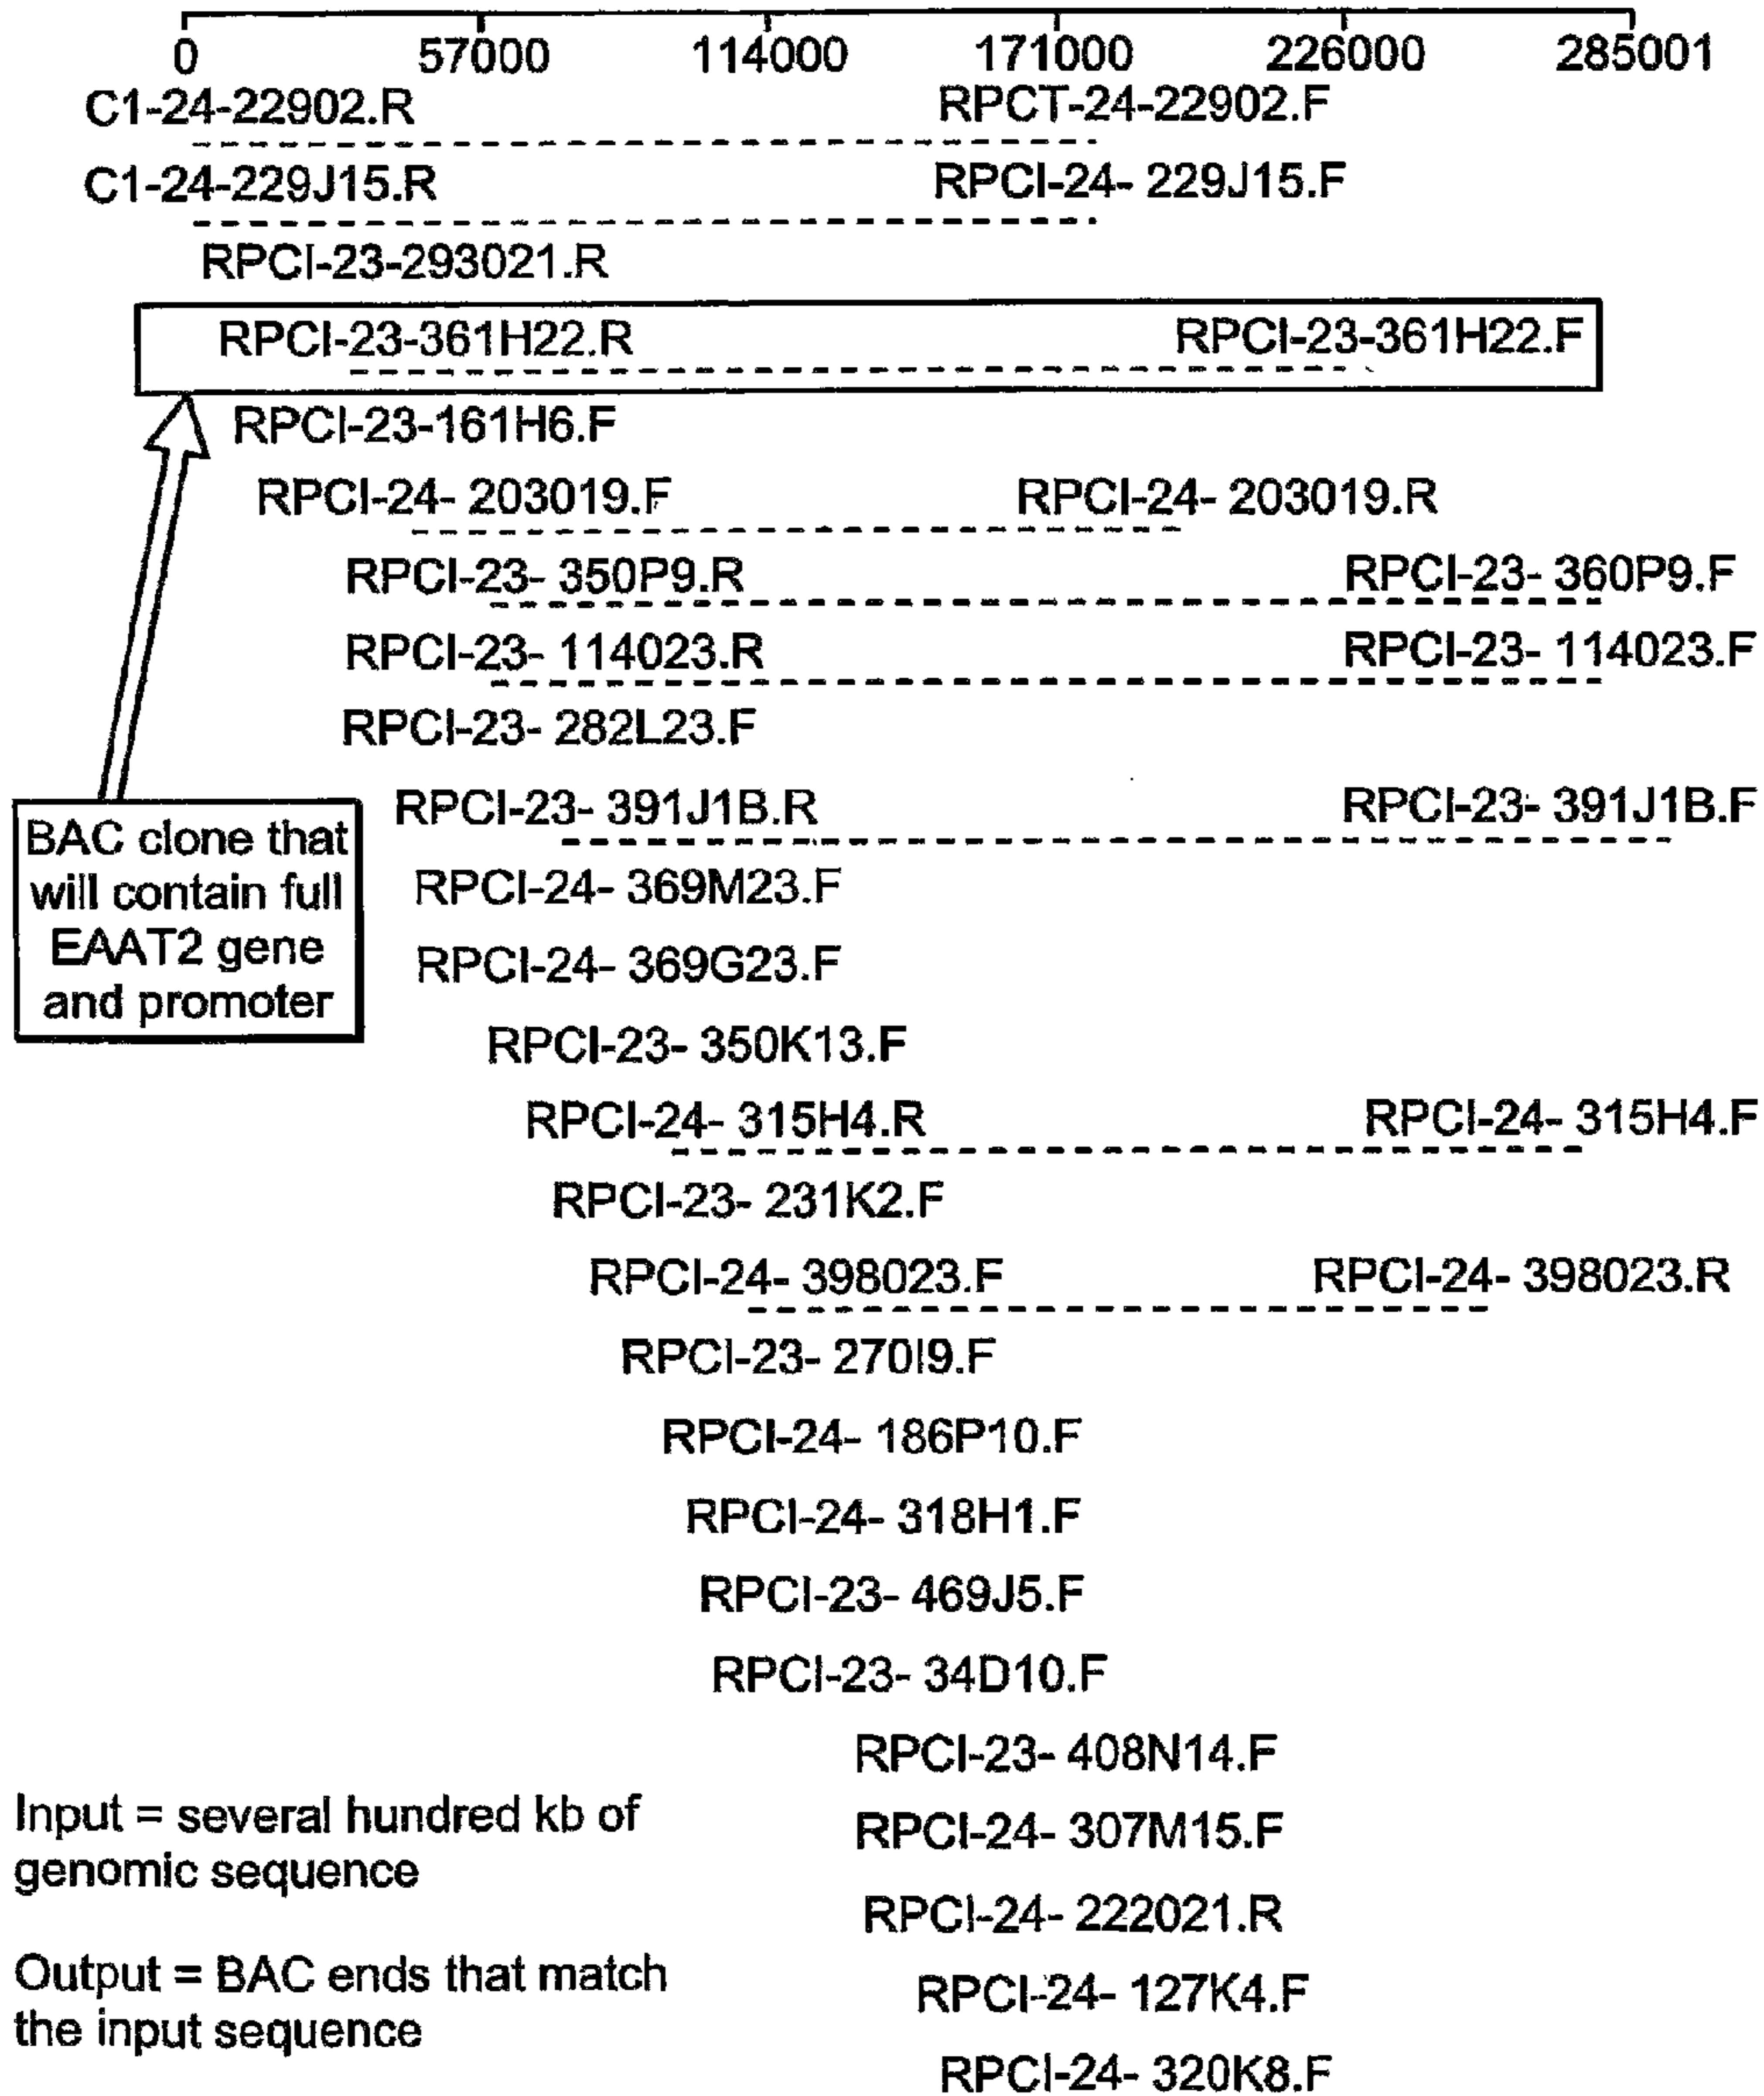 0 57000 114000 171000 226000 285001
C1-24-22902.R RPCT-24-22902.F
C1-24-229J15.R RPCI-24- 229J15.F
RPCI-23-293021.R
RPCI-23-361H22.R RPCI-23-361H22.F
RPCI-23-161H6.F
RPCI-24- 203019.F RPCI-24- 203019.R
RPCI-23- 350P9.R RPCI-23- 360P9.F
RPCI-23- 114023.R RPCI-23- 114023.F
RPCI-23- 282L23.F
RPCI-23- 391J1B.R RPCI-23- 391J1B.F
BAC clone that
will contain full
EAAT2 gene
and promoter
RPCI-24- 369M23.F
RPCI-24- 369G23.F
RPCI-23- 350K13.F
RPCI-24- 315H4.R RPCI-24- 315H4.F
RPCI-23- 231K2.F
RPCI-24- 398023.F RPCI-24- 398023.R
RPCI-23- 270I9.F
RPCI-24- 186P10.F
RPCI-24- 318H1.F
RPCI-23- 469J5.F
RPCI-23- 34D10.F
RPCI-23- 408N14.F
RPCI-24- 307M15.F
RPCI-24- 222021.R
RPCI-24- 127K4.F
RPCI-24- 320K8.F
Input = several hundred kb of
genomic sequence
Output = BAC ends that match
the input sequence